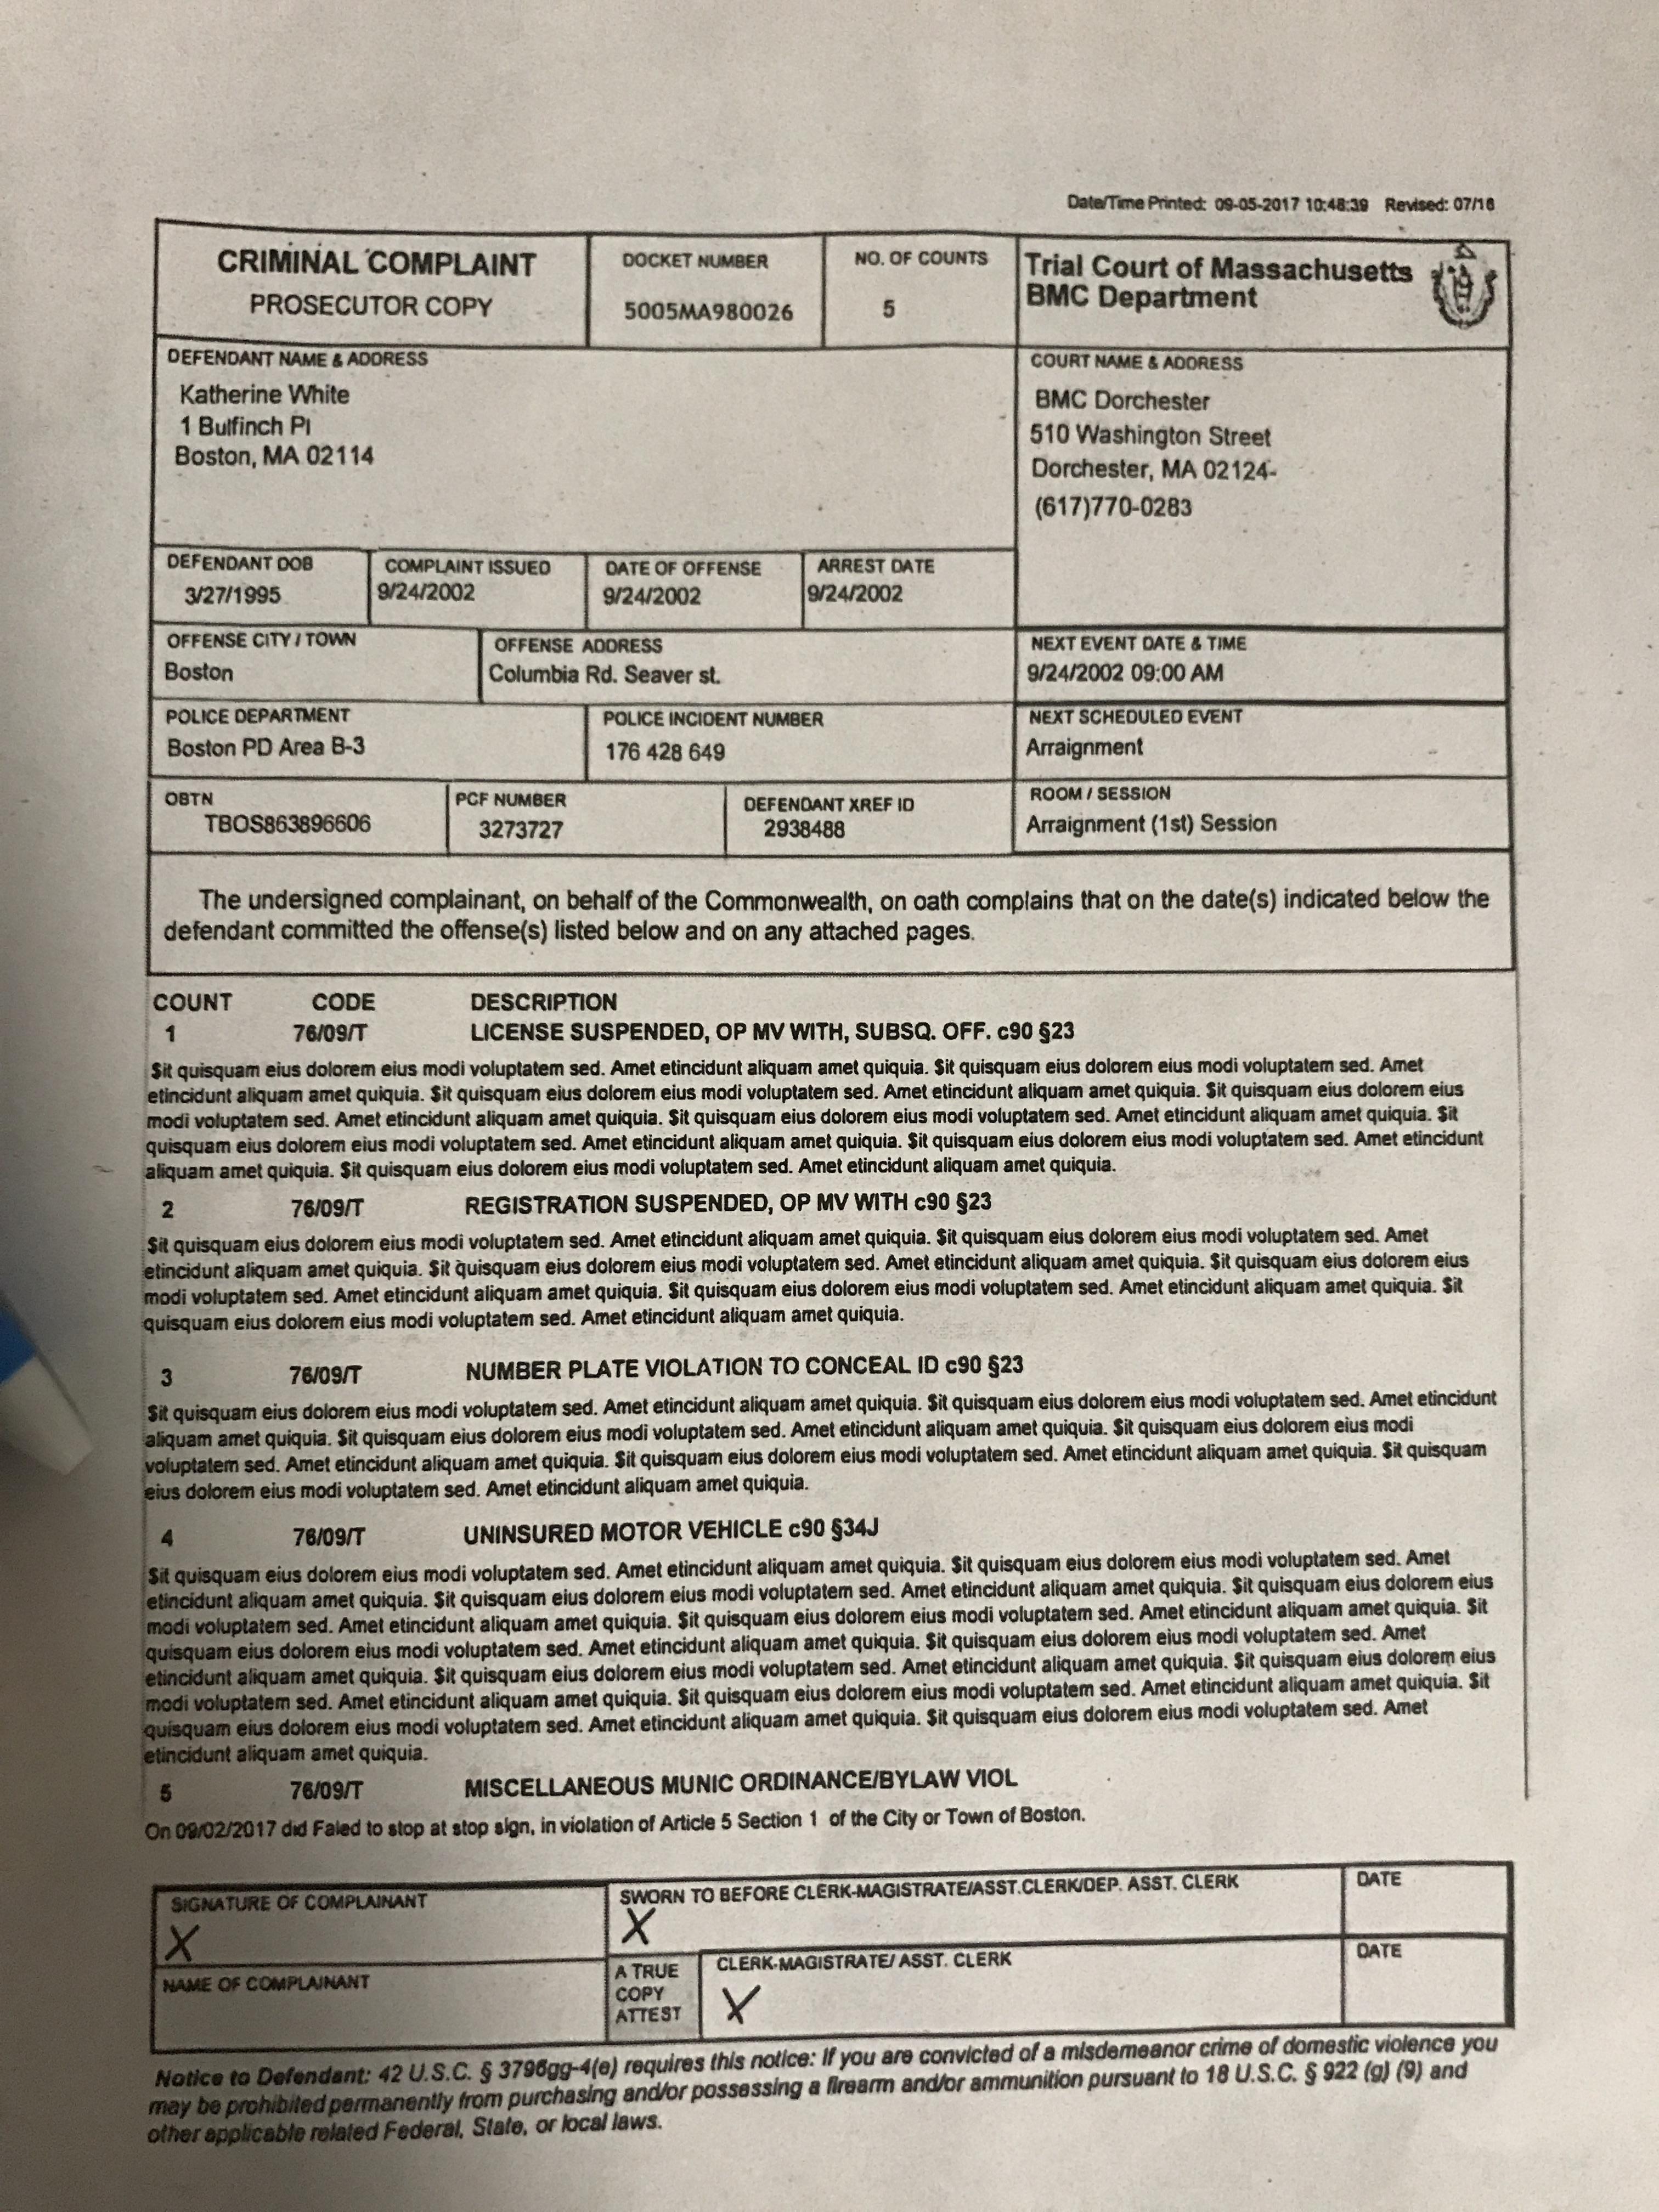 Date/Time Printed: 09-05-2017 10:48:39 Revised: 07/16
CRIMINAL COMPLAINT
PROSECUTOR COPY
DOCKET NUMBER
5005MA980026
NO. OF COUNTS
5
Trial Court of Massachusetts
BMC Department
DEFENDANT NAME & ADDRESS
Katherine White
1 Bulfinch Pl
Boston, MA 02114
COURT NAME & ADDRESS
BMC Dorchester
510 Washington Street
Dorchester, MA 02124-
(617)770-0283
DEFENDANT DOB
3/27/1995
COMPLAINT ISSUED
9/24/2002
DATE OF OFFENSE
9/24/2002
ARREST DATE
9/24/2002
OFFENSE CITY / TOWN
Boston
OFFENSE ADDRESS
Columbia Rd. Seaver st.
NEXT EVENT DATE & TIME
9/24/2002 09:00 AM
POLICE DEPARTMENT
Boston PD Area B-3
POLICE INCIDENT NUMBER
176 428 649
NEXT SCHEDULED EVENT
Arraignment
OBTN
TBOS863896606
PCF NUMBER
3273727
DEFENDANT XREF ID
2938488
ROOM / SESSION
Arraignment (1st) Session
The undersigned complainant, on behalf of the Commonwealth, on oath complains that on the date(s) indicated below the
defendant committed the offense(s) listed below and on any attached pages.
COUNT CODE DESCRIPTION
1 76/09/T LICENSE SUSPENDED, OP MV WITH, SUBSQ. OFF. c90 §23
Sit quisquam eius dolorem eius modi voluptatem sed. Amet etincidunt aliquam amet quiquia. Sit quisquam eius dolorem eius modi voluptatem sed. Amet
etincidunt aliquam amet quiquia. Sit quisquam eius dolorem eius modi voluptatem sed. Amet etincidunt aliquam amet quiquia. Sit quisquam eius dolorem eius
modi voluptatem sed. Amet etincidunt aliquam amet quiquia. Sit quisquam eius dolorem eius modi voluptatem sed. Amet etincidunt aliquam amet quiquia. Sit
quisquam eius dolorem eius modi voluptatem sed. Amet etincidunt aliquam amet quiquia. Sit quisquam eius dolorem eius modi voluptatem sed. Amet etincidunt
aliquam amet quiquia. Sit quisquam eius dolorem eius modi voluptatem sed. Amet etincidunt aliquam amet quiquia.
2 76/09/T REGISTRATION SUSPENDED, OP MV WITH c90 §23
Sit quisquam eius dolorem eius modi voluptatem sed. Amet etincidunt aliquam amet quiquia. Sit quisquam eius dolorem eius modi voluptatem sed. Amet
etincidunt aliquam amet quiquia. Sit quisquam eius dolorem eius modi voluptatem sed. Amet etincidunt aliquam amet quiquia. Sit quisquam eius dolorem eius
modi voluptatem sed. Amet etincidunt aliquam amet quiquia. Sit quisquam eius dolorem eius modi voluptatem sed. Amet etincidunt aliquam amet quiquia. Sit
quisquam eius dolorem eius modi voluptatem sed. Amet etincidunt aliquam amet quiquia.
3 76/09/T NUMBER PLATE VIOLATION TO CONCEAL ID c90 §23
Sit quisquam eius dolorem eius modi voluptatem sed. Amet etincidunt aliquam amet quiquia. Sit quisquam eius dolorem eius modi voluptatem sed. Amet etincidunt
aliquam amet quiquia. Sit quisquam eius dolorem eius modi voluptatem sed. Amet etincidunt aliquam amet quiquia. Sit quisquam eius dolorem eius modi
voluptatem sed. Amet etincidunt aliquam amet quiquia. Sit quisquam eius dolorem eius modi voluptatem sed. Amet etincidunt aliquam amet quiquia. Sit quisquam
eius dolorem eius modi voluptatem sed. Amet etincidunt aliquam amet quiquia.
4 76/09/T UNINSURED MOTOR VEHICLE c90 §34J
Sit quisquam eius dolorem eius modi voluptatem sed. Amet etincidunt aliquam amet quiquia. Sit quisquam eius dolorem eius modi voluptatem sed. Amet
etincidunt aliquam amet quiquia. Sit quisquam eius dolorem eius modi voluptatem sed. Amet etincidunt aliquam amet quiquia. Sit quisquam eius dolorem eius
modi voluptatem sed. Amet etincidunt aliquam amet quiquia. Sit quisquam eius dolorem eius modi voluptatem sed. Amet etincidunt aliquam amet quiquia. Sit
quisquam eius dolorem eius modi voluptatem sed. Amet etincidunt aliquam amet quiquia. Sit quisquam eius dolorem eius modi voluptatem sed. Amet
etincidunt aliquam amet quiquia. Sit quisquam eius dolorem eius modi voluptatem sed. Amet etincidunt aliquam amet quiquia. Sit quisquam eius dolorem eius
modi voluptatem sed. Amet etincidunt aliquam amet quiquia. Sit quisquam eius dolorem eius modi voluptatem sed. Amet etincidunt aliquam amet quiquia. Sit
quisquam eius dolorem eius modi voluptatem sed. Amet etincidunt aliquam amet quiquia. Sit quisquam eius dolorem eius modi voluptatem sed. Amet
etincidunt aliquam amet quiquia.
5 76/09/T MISCELLANEOUS MUNIC ORDINANCE/BYLAW VIOL
On 09/02/2017 did Faled to stop at stop sign, in violation of Article 5 Section 1 of the City or Town of Boston.
SIGNATURE OF COMPLAINANT
X
SWORN TO BEFORE CLERK-MAGISTRATE/ASST.CLERK/DEP. ASST. CLERK
X
DATE
NAME OF COMPLAINANT
A TRUE
COPY
ATTEST
CLERK-MAGISTRATE/ ASST. CLERK
X
DATE
Notice to Defendant: 42 U.S.C. § 3796gg-4(e) requires this notice: If you are convicted of a misdemeanor crime of domestic violence you
may be prohibited permanently from purchasing and/or possessing a firearm and/or ammunition pursuant to 18 U.S.C. § 922 (g) (9) and
other applicable related Federal, State, or local laws.